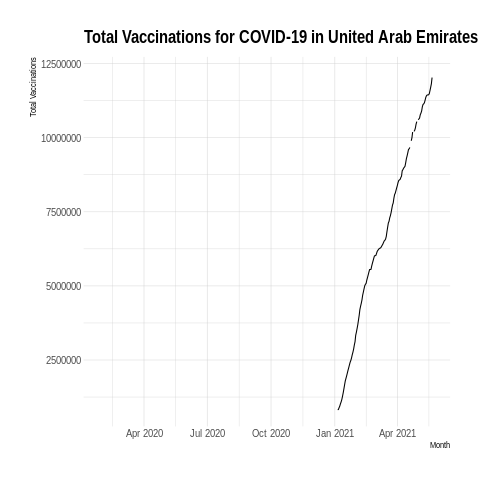 Total Vaccinations for COVID-19 in United Arab Emirates
Total Vaccinations
12500000
10000000
7500000
5000000
2500000
Apr 2020 Jul 2020 Oct 2020 Jan 2021 Apr 2021
Month